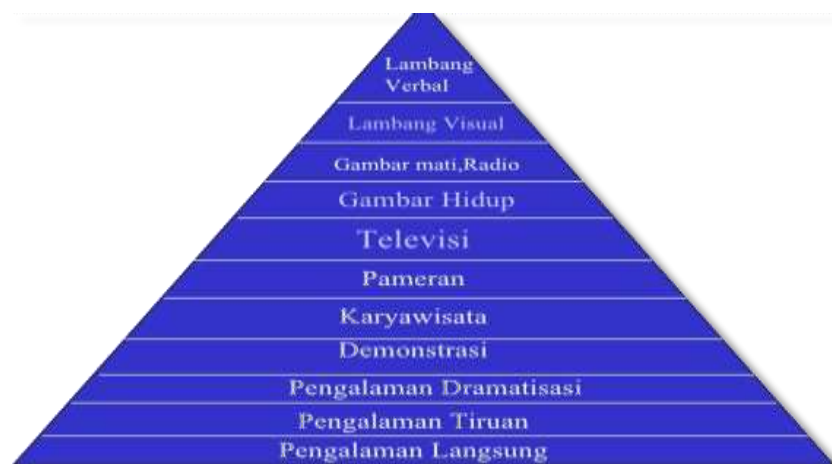 Lambang
Verbal
Lambang Visual
Gambar mati,Radio
Gambar Hidup
Televisi
Pameran
Karyawisata
Demonstrasi
Pengalaman Dramatisasi
Pengalaman Tiruan
Pengalaman Langsung